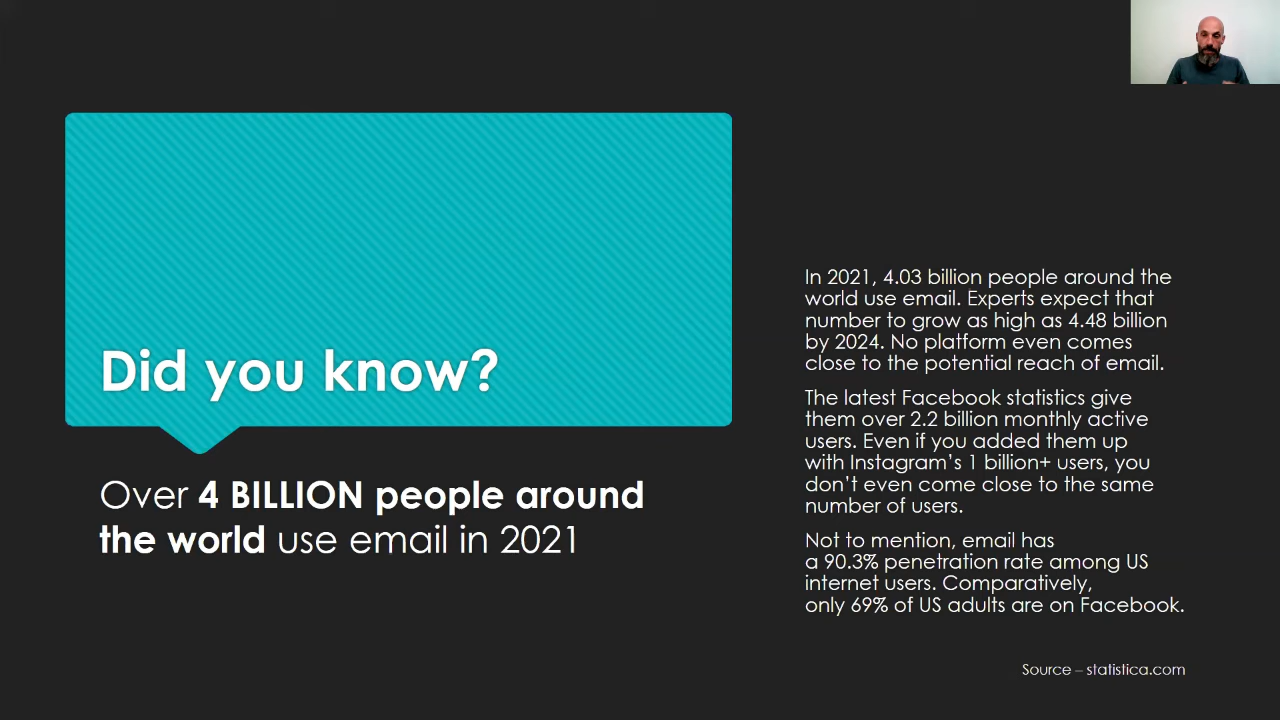 Did you know?
Over 4 BILLION people around
the world use email in 2021
In 2021, 4.03 billion people around the
world use email. Experts expect that
number to grow as high as 4.48 billion
by 2024. No platform even comes
close to the potential reach of email.
The latest Facebook statistics give
them over 2.2 billion monthly active
users. Even if you added them up
with Instagram’s 1 billion+ users, you
don’t even come close to the same
number of users.
Not to mention, email has
a 90.3% penetration rate among US
internet users. Comparatively,
only 69% of US adults are on Facebook.
Source – statistica.com